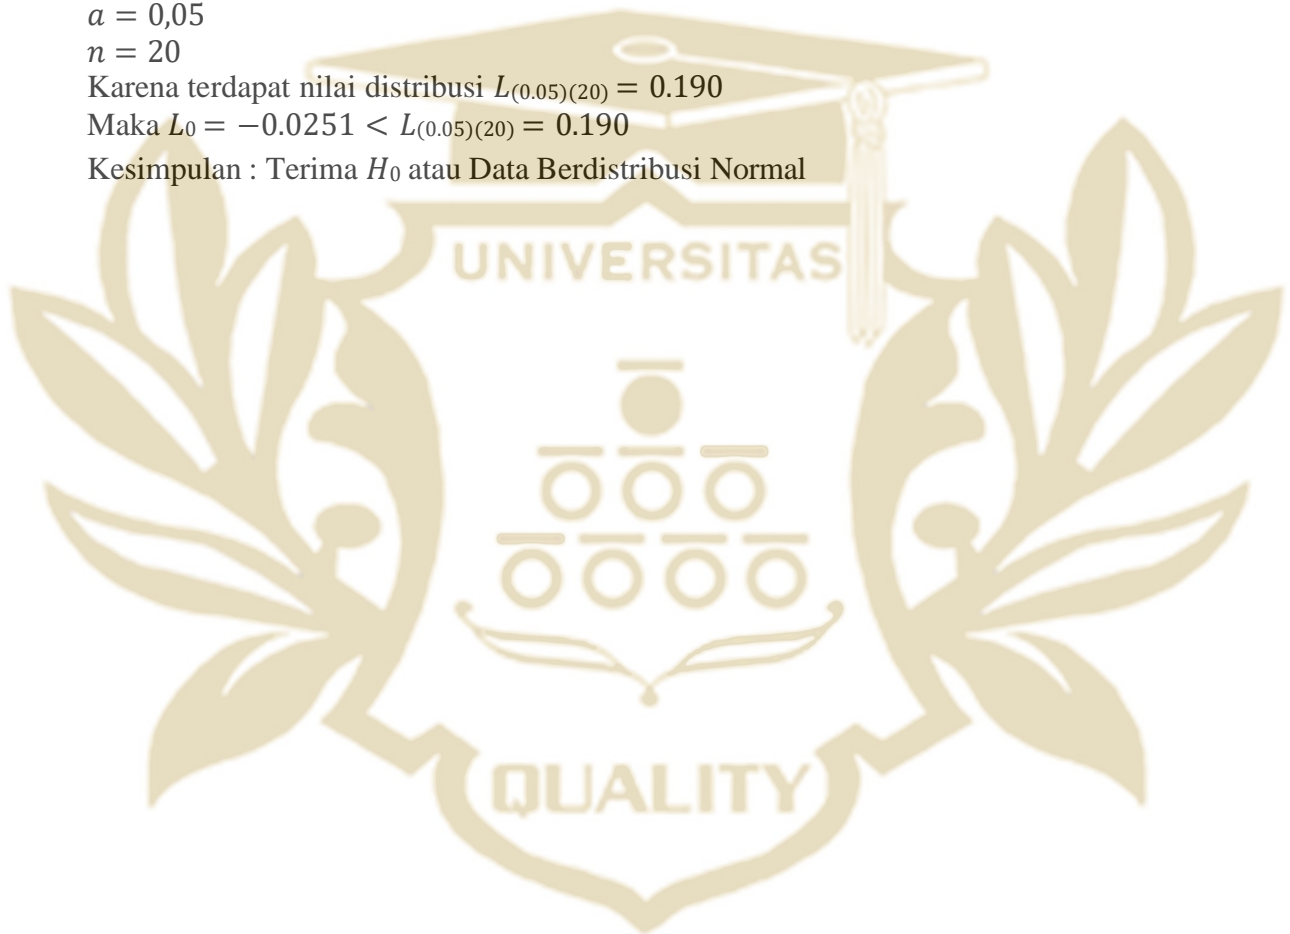 𝑎 = 0,05
𝑛 = 20
Karena terdapat nilai distribusi 𝐿(0.05)(20) = 0.190
Maka 𝐿0 = −0.0251 < 𝐿(0.05)(20) = 0.190
Kesimpulan : Terima 𝐻0 atau Data Berdistribusi Normal
UNIVERSITAS
QUALITY